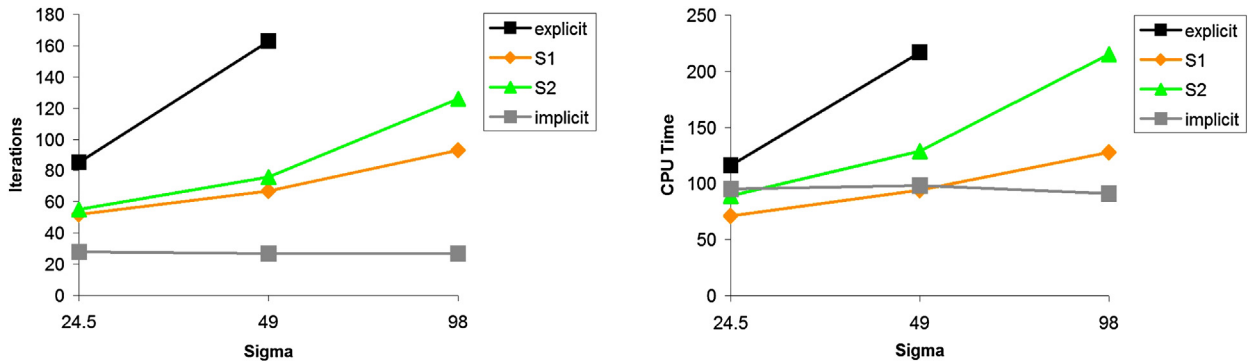 180
160
140
120
100
80
60
40
20
0
Iterations
24.5
49
98
Sigma
explicit
S1
S2
implicit
250
200
150
100
50
0
CPU Time
24.5
49
98
Sigma
explicit
S1
S2
implicit